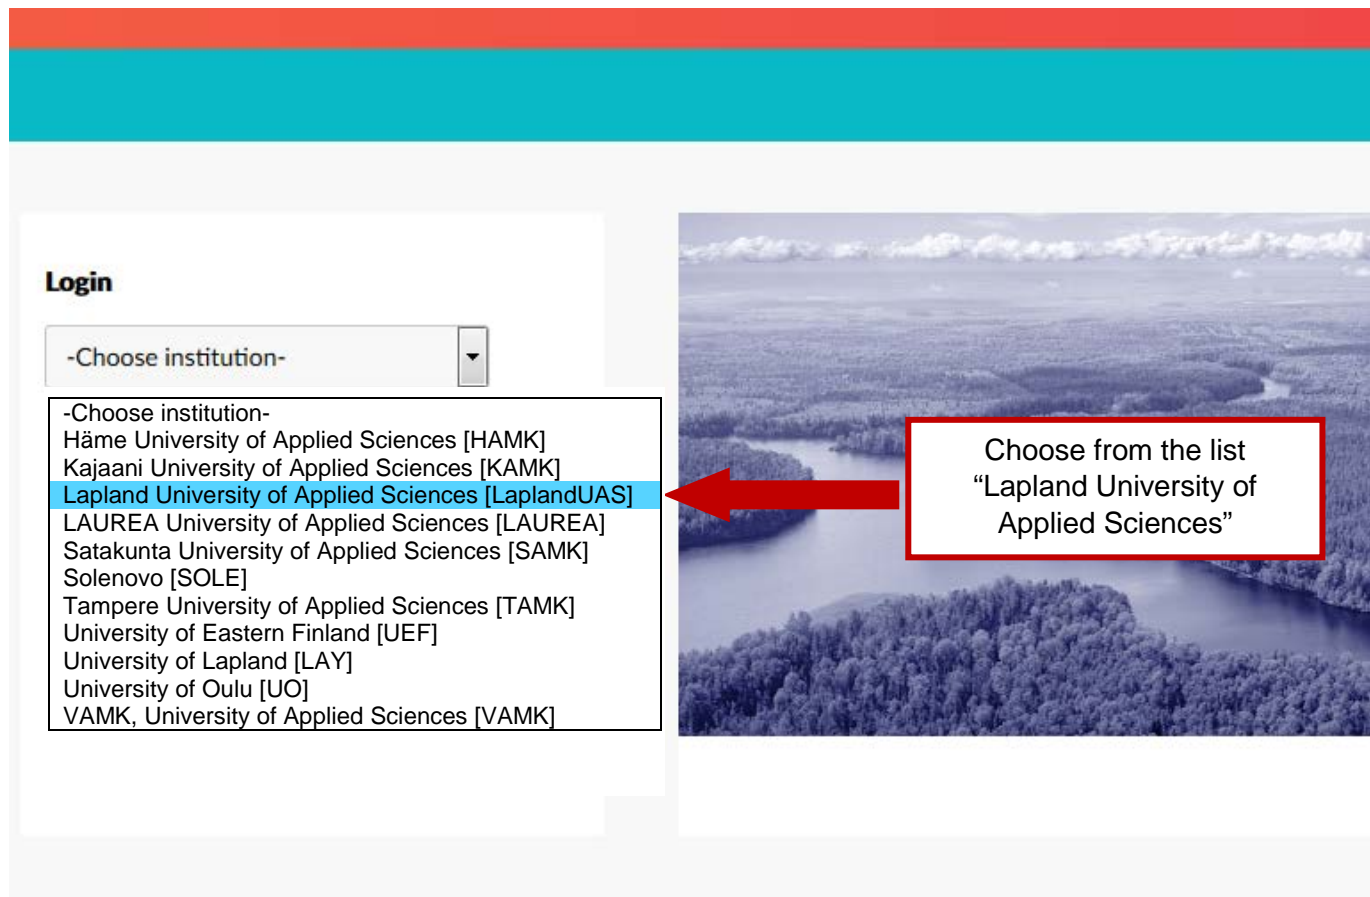 Login
-Choose institution-
-Choose institution-
Häme University of Applied Sciences [HAMK]
Kajaani University of Applied Sciences [KAMK]
Lapland University of Applied Sciences [LaplandUAS]
LAUREA University of Applied Sciences [LAUREA]
Satakunta University of Applied Sciences [SAMK]
Solenovo [SOLE]
Tampere University of Applied Sciences [TAMK]
University of Eastern Finland [UEF]
University of Lapland [LAY]
University of Oulu [UO]
VAMK, University of Applied Sciences [VAMK]
Choose from the list
“Lapland University of
Applied Sciences”